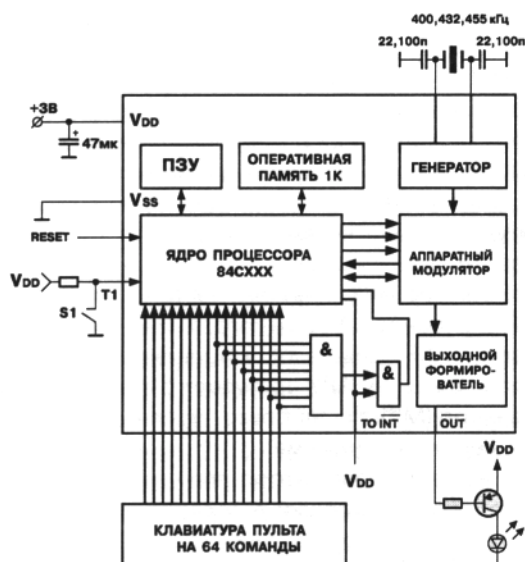 400,432,455 кГц
22,100п
22,100п
+3В
VDD
47мк
ПЗУ
ОПЕРАТИВНАЯ
ПАМЯТЬ 1К
ГЕНЕРАТОР
VSS
RESET
ЯДРО ПРОЦЕССОРА
84CXXX
АППАРАТНЫЙ
МОДУЛЯТОР
VDD
T1
S1
&
&
ВЫХОДНОЙ
ФОРМИРО-
ВАТЕЛЬ
TO INT
OUT
VDD
VDD
КЛАВИАТУРА ПУЛЬТА
НА 64 КОМАНДЫ